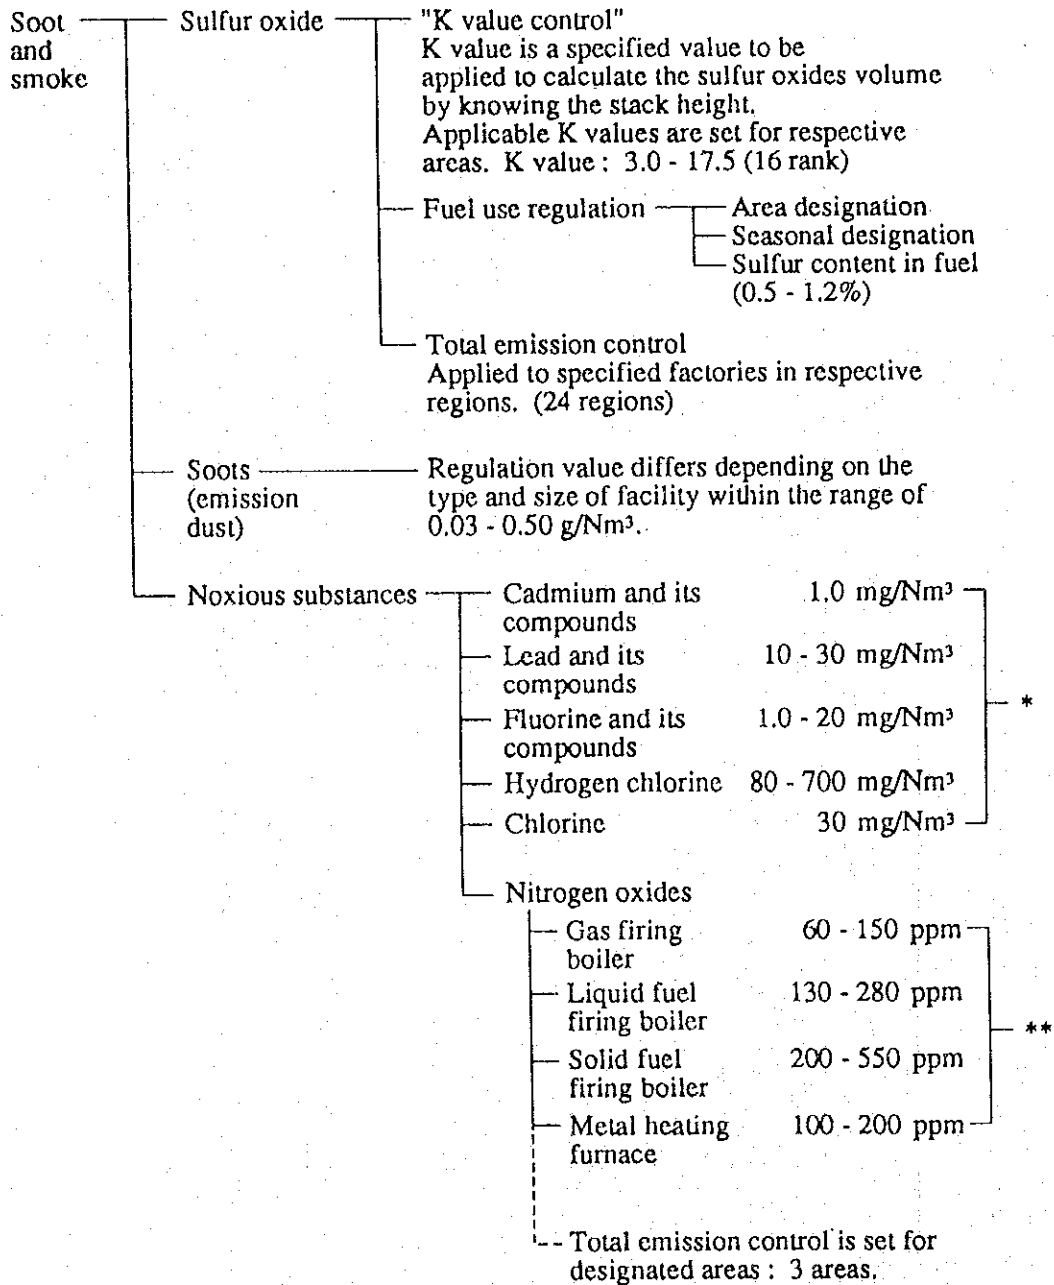 Soot
and
smoke
Sulfur oxide
"K value control"
K value is a specified value to be
applied to calculate the sulfur oxides volume
by knowing the stack height.
Applicable K values are set for respective
areas. K value : 3.0 - 17.5 (16 rank)
Fuel use regulation
Area designation
Seasonal designation
Sulfur content in fuel
(0.5 - 1.2%)
Total emission control
Applied to specified factories in respective
regions. (24 regions)
Soots
(emission
dust)
Regulation value differs depending on the
type and size of facility within the range of
0.03 - 0.50 g/Nm³.
Noxious substances
Cadmium and its 1.0 mg/Nm³
compounds
Lead and its 10 - 30 mg/Nm³
compounds
Fluorine and its 1.0 - 20 mg/Nm³
compounds
*
Hydrogen chlorine 80 - 700 mg/Nm³
Chlorine 30 mg/Nm³
Nitrogen oxides
Gas firing 60 - 150 ppm
boiler
Liquid fuel 130 - 280 ppm
firing boiler
**
Solid fuel 200 - 550 ppm
firing boiler
Metal heating 100 - 200 ppm
furnace
Total emission control is set for
designated areas : 3 areas.